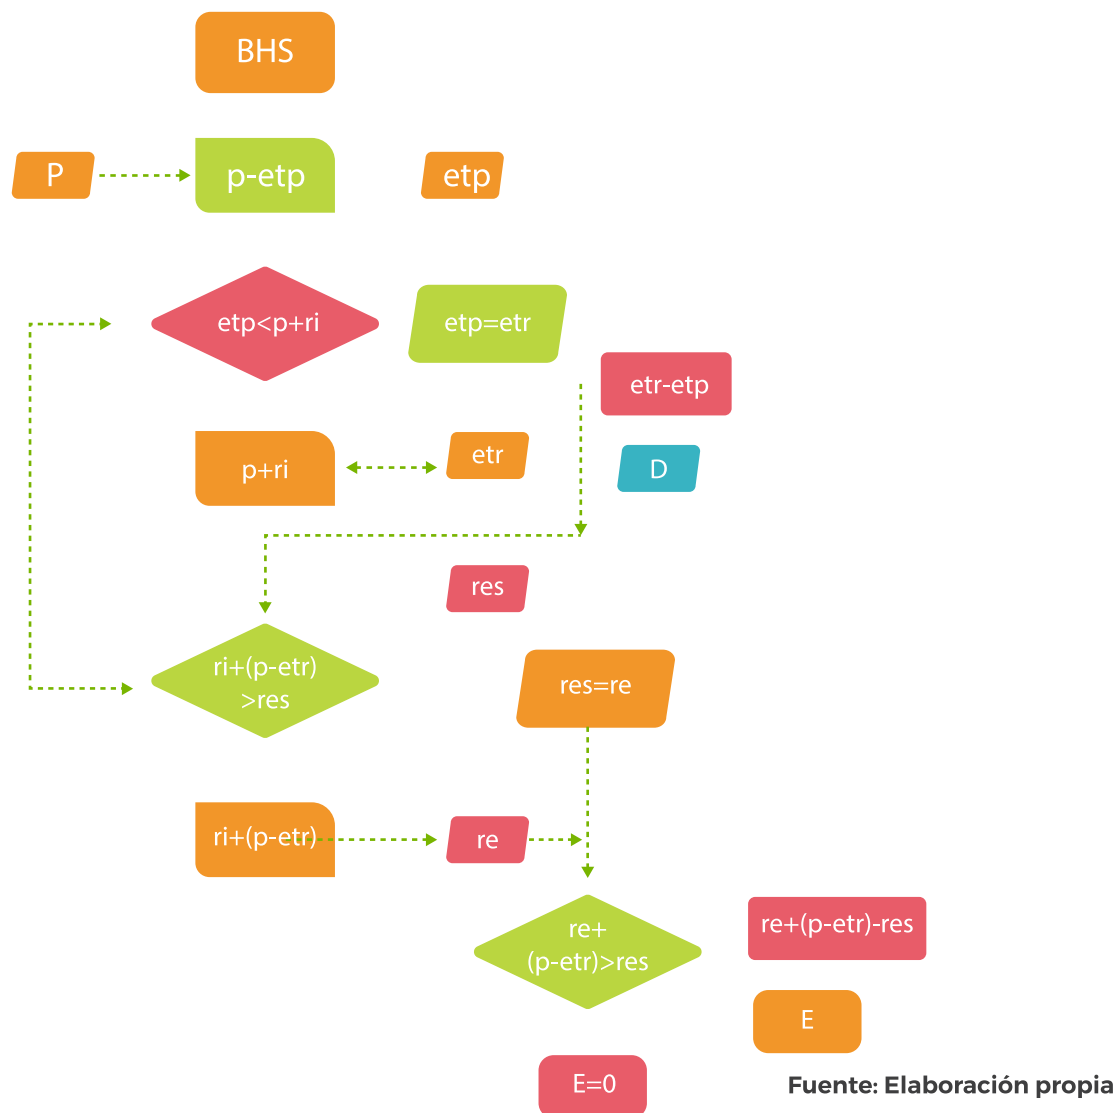 BHS
P
p-etp
etp
etp<p+ri
etp=etr
etr-etp
p+ri
etr
D
res
ri+(p-etr)
>res
res=re
ri+(p-etr)
re
re+
(p-etr)>res
re+(p-etr)-res
E
E=0
Fuente: Elaboración propia